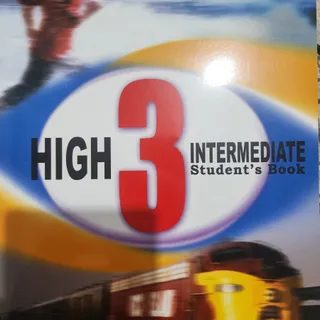 HIGH 3 INTERMEDIATE
Student's Book